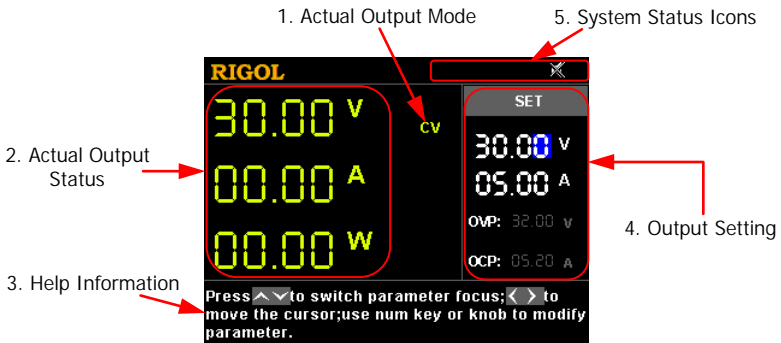 1. Actual Output Mode
5. System Status Icons
RIGOL
2. Actual Output
Status
30.00 V
00.00 A
00.00 W
CV
SET
30.00 V
05.00 A
OVP: 32.00 V
OCP: 05.20 A
4. Output Setting
3. Help Information
Press to switch parameter focus; to
move the cursor;use num key or knob to modify
parameter.